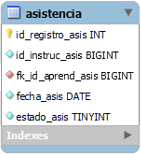 asistencia
id_registro_asis INT
id_instruc_asis BIGINT
fk_id_aprend_asis BIGINT
fecha_asis DATE
estado_asis TINYINT
Indexes